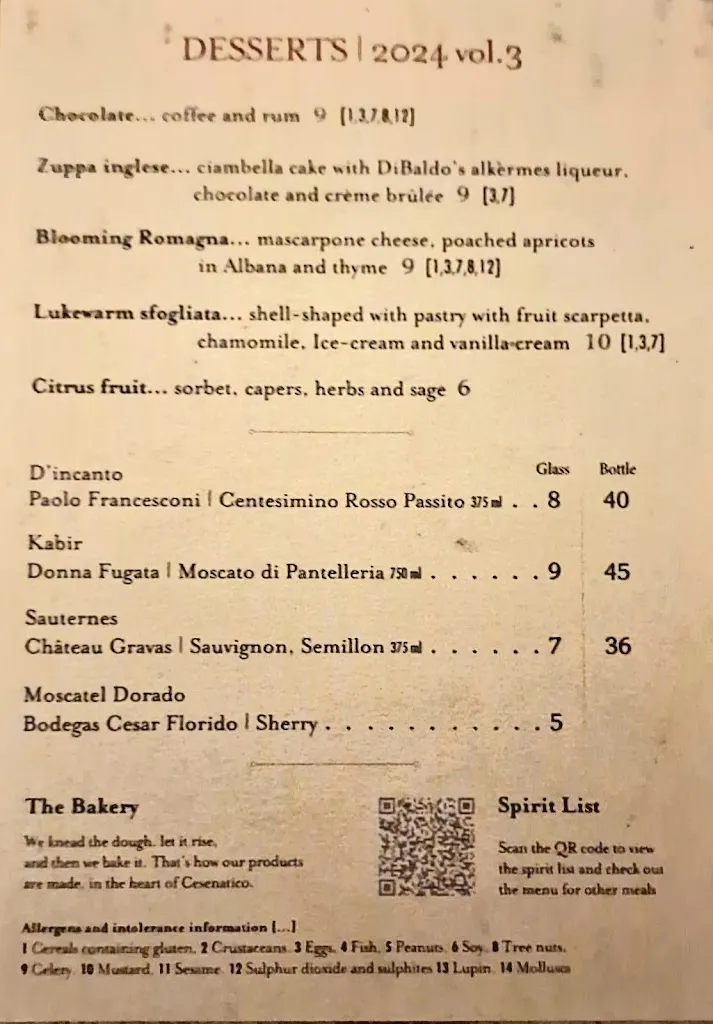 DESSERTS | 2024 vol.3
Chocolate... coffee and rum 9 [1,3,7,8,12]
Zuppa inglese... ciambella cake with DiBaldo's alkèrmes liqueur,
chocolate and crème brûlée 9 [3,7]
Blooming Romagna... mascarpone cheese, poached apricots
in Albana and thyme 9 [1,3,7,8,12]
Lukewarm sfogliata... shell-shaped with pastry with fruit scarpetta,
chamomile, Ice-cream and vanilla-cream 10 [1,3,7]
Citrus fruit... sorbet, capers, herbs and sage 6
Glass Bottle
D'incanto
Paolo Francesconi | Centesimino Rosso Passito 375ml . . 8 40
Kabir
Donna Fugata | Moscato di Pantelleria 750ml . . . . . . 9 45
Sauternes
Château Gravas | Sauvignon, Semillon 375ml . . . . . . 7 36
Moscatel Dorado
Bodegas Cesar Florido | Sherry . . . . . . . . . . . 5
The Bakery
We knead the dough, let it rise,
and then we bake it. That's how our products
are made, in the heart of Cesenatico.
Spirit List
Scan the QR code to view
the spirit list and check out
the menu for other meals
Allergens and intolerance information [...]
1 Cereals containing gluten, 2 Crustaceans, 3 Eggs, 4 Fish, 5 Peanuts, 6 Soy, 8 Tree nuts,
9 Celery, 10 Mustard, 11 Sesame, 12 Sulphur dioxide and sulphites 13 Lupin, 14 Molluscs